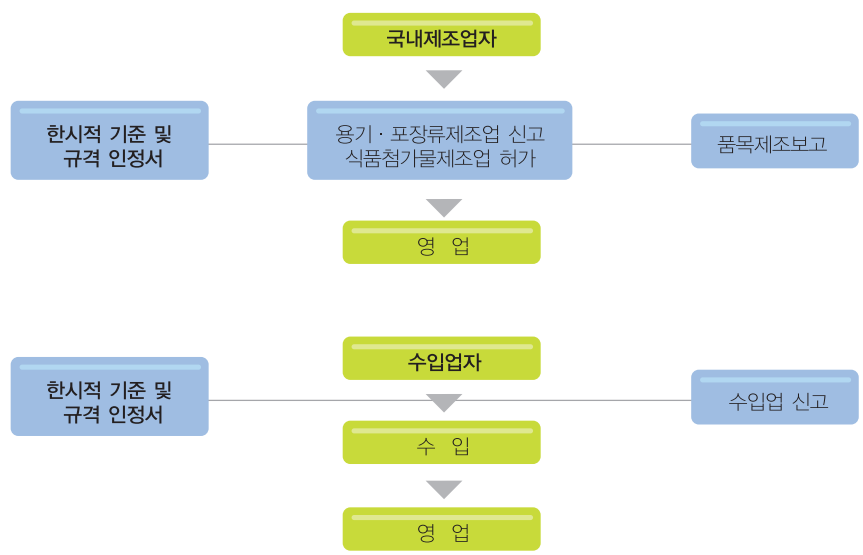 국내제조업자
한시적 기준 및
규격 인정서
용기 · 포장류제조업 신고
식품첨가물제조업 허가
품목제조보고
영 업
수입업자
한시적 기준 및
규격 인정서
수입업 신고
수 입
영 업